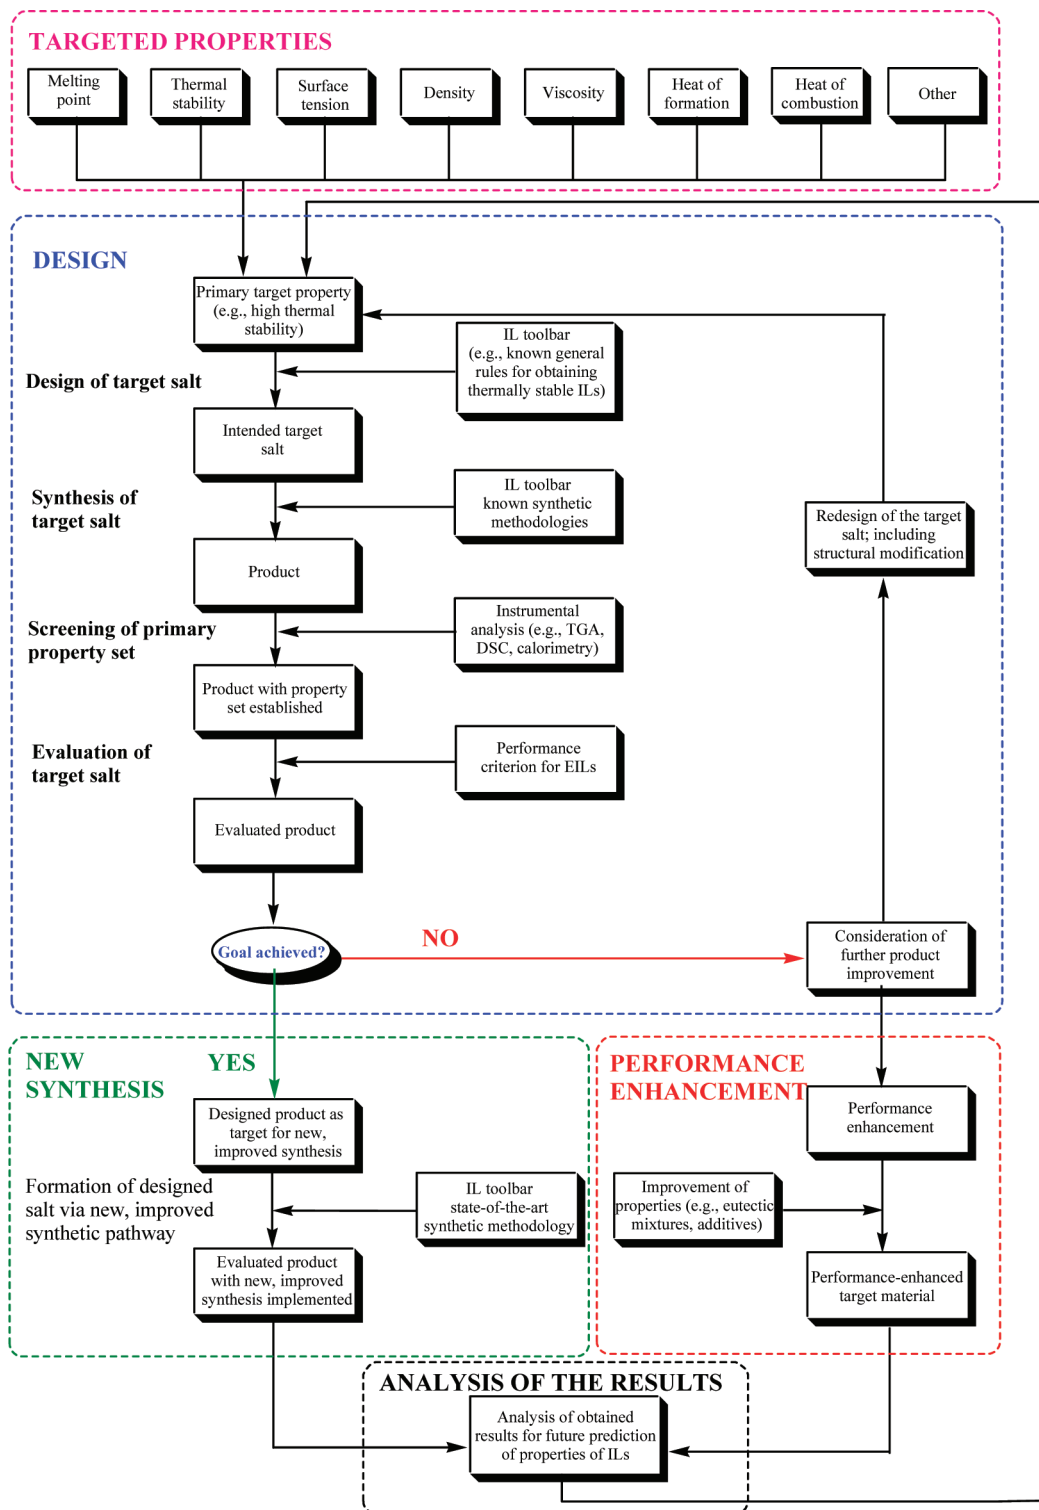 TARGETED PROPERTIES
Melting
point
Thermal
stability
Surface
tension
Density
Viscosity
Heat of
formation
Heat of
combustion
Other
DESIGN
Primary target property
(e.g., high thermal
stability)
IL toolbar
(e.g., known general
rules for obtaining
thermally stable ILs)
Design of target salt
Intended target
salt
Synthesis of
target salt
IL toolbar
known synthetic
methodologies
Redesign of the target
salt; including
structural modification
Product
Screening of primary
property set
Instrumental
analysis (e.g., TGA,
DSC, calorimetry)
Product with property
set established
Evaluation of
target salt
Performance
criterion for EILs
Evaluated product
Goal achieved?
NO
Consideration of
further product
improvement
NEW
SYNTHESIS
YES
Designed product as
target for new,
improved synthesis
Formation of designed
salt via new, improved
synthetic pathway
IL toolbar
state-of-the-art
synthetic methodology
Evaluated product
with new, improved
synthesis implemented
PERFORMANCE
ENHANCEMENT
Performance
enhancement
Improvement of
properties (e.g., eutectic
mixtures, additives)
Performance-enhanced
target material
ANALYSIS OF THE RESULTS
Analysis of obtained
results for future prediction
of properties of ILs